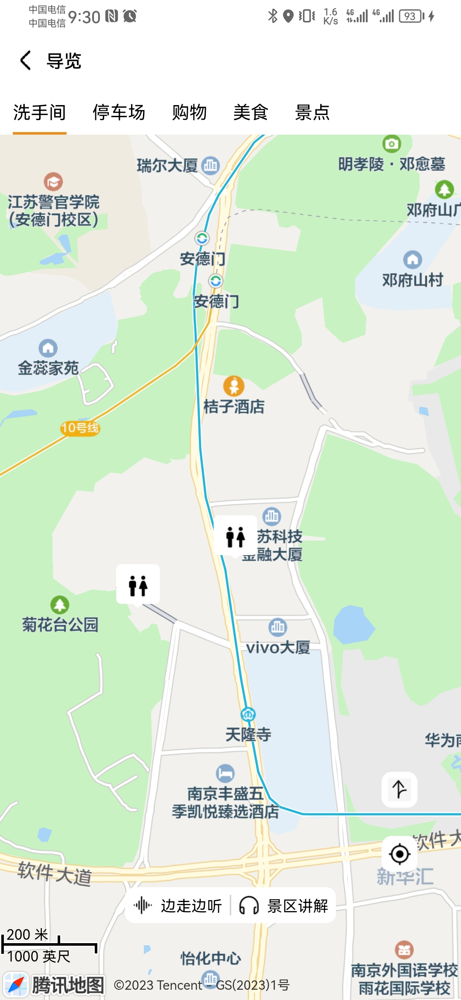 中国电信
中国电信
9:30
1.6
K/s
4G
4G
93
导览
洗手间 停车场 购物 美食 景点
瑞尔大厦
明孝陵·邓愈墓
江苏警官学院
（安德门校区）
邓府山广
安德门
邓府山村
安德门
金蕊家苑
桔子酒店
10号线
苏科技
金融大厦
菊花台公园
vivo大厦
天隆寺
华为南
南京丰盛五
季凯悦臻选酒店
软件大
软件大道
新华汇
边走边听 景区讲解
200 米
1000 英尺
怡化中心
南京外国语学校
雨花国际学校
腾讯地图
©2023 Tencent - GS(2023)1号